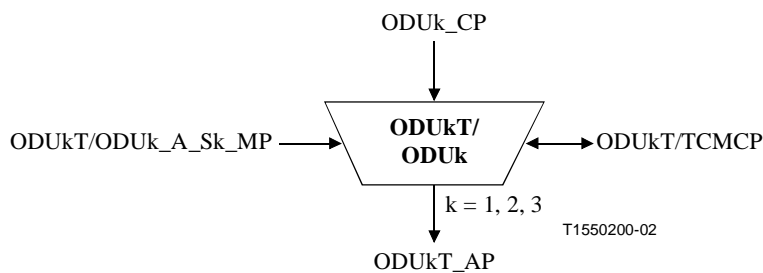 ODUk_CP
ODUkT/ODUk_A_Sk_MP
ODUkT/
ODUk
ODUkT/TCMCP
k = 1, 2, 3
T1550200-02
ODUkT_AP